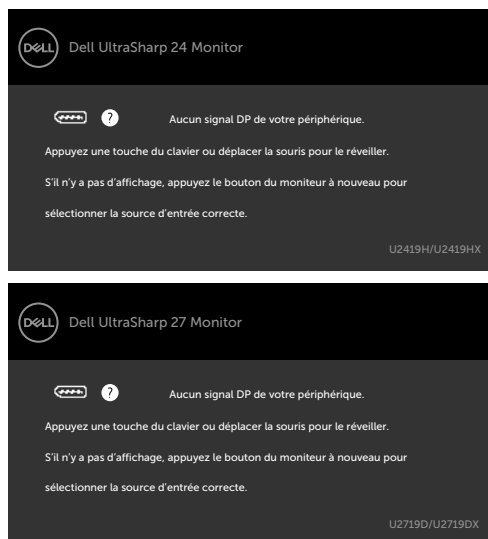 DELL Dell UltraSharp 24 Monitor
? Aucun signal DP de votre périphérique.
Appuyez une touche du clavier ou déplacer la souris pour le réveiller.
S'il n'y a pas d'affichage, appuyez le bouton du moniteur à nouveau pour
sélectionner la source d'entrée correcte.
U2419H/U2419HX
DELL Dell UltraSharp 27 Monitor
? Aucun signal DP de votre périphérique.
Appuyez une touche du clavier ou déplacer la souris pour le réveiller.
S'il n'y a pas d'affichage, appuyez le bouton du moniteur à nouveau pour
sélectionner la source d'entrée correcte.
U2719D/U2719DX